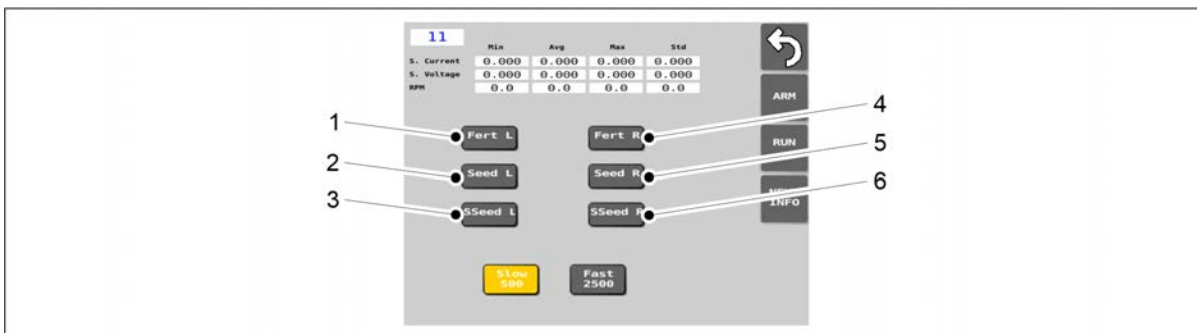 11
Min Avg Max Std
S. Current 0.000 0.000 0.000 0.000
S. Voltage 0.000 0.000 0.000 0.000
RPM 0.0 0.0 0.0 0.0
ARM
1 Fert L Fert R 4
RUN
2 Seed L Seed R 5
3 SSeed L SSeed 6
INFO
Slow
500
Fast
2500